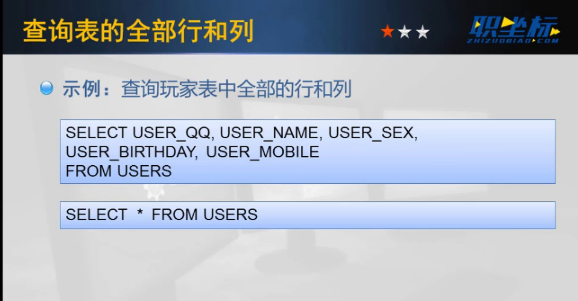 查询表的全部行和列
职坐标
ZHIZUOBIAO.COM
示例：查询玩家表中全部的行和列
SELECT USER_QQ, USER_NAME, USER_SEX,
USER_BIRTHDAY, USER_MOBILE
FROM USERS
SELECT * FROM USERS